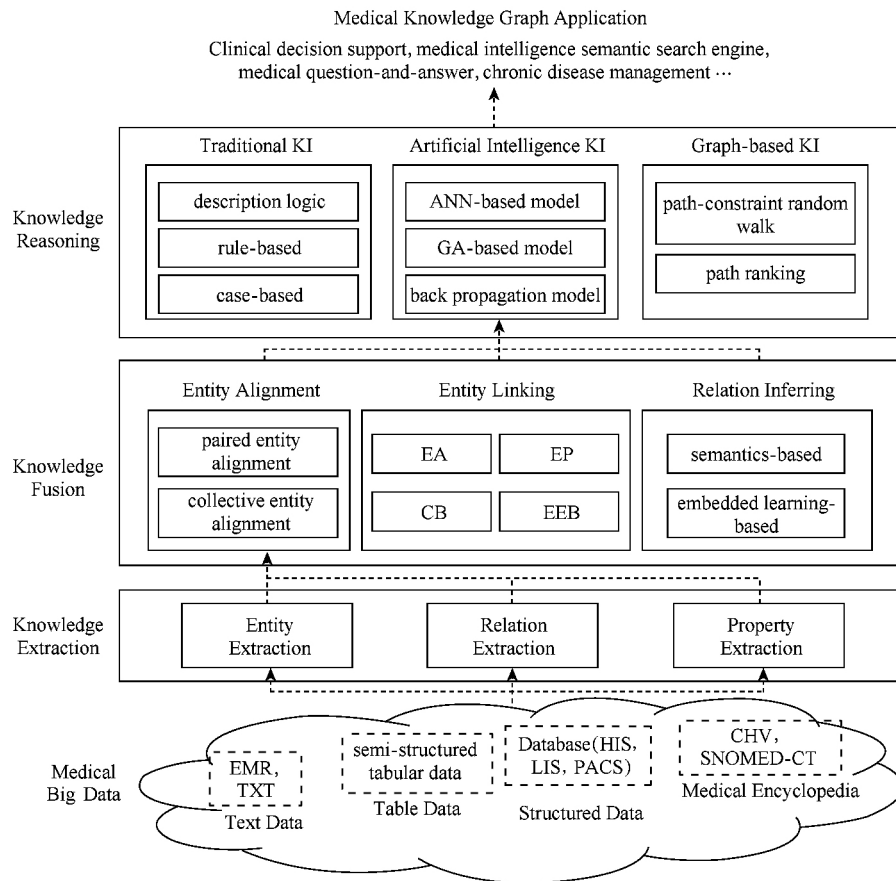 Medical Knowledge Graph Application
Clinical decision support, medical intelligence semantic search engine,
medical question-and-answer, chronic disease management ···
Knowledge
Reasoning
Traditional KI
description logic
rule-based
case-based
Artificial Intelligence KI
ANN-based model
GA-based model
back propagation model
Graph-based KI
path-constraint random
walk
path ranking
Knowledge
Fusion
Entity Alignment
paired entity
alignment
collective entity
alignment
Entity Linking
EA
EP
CB
EEB
Relation Inferring
semantics-based
embedded learning-
based
Knowledge
Extraction
Entity
Extraction
Relation
Extraction
Property
Extraction
Medical
Big Data
EMR,
TXT
Text Data
semi-structured
tabular data
Table Data
Database(HIS,
LIS, PACS)
Structured Data
CHV,
SNOMED-CT
Medical Encyclopedia